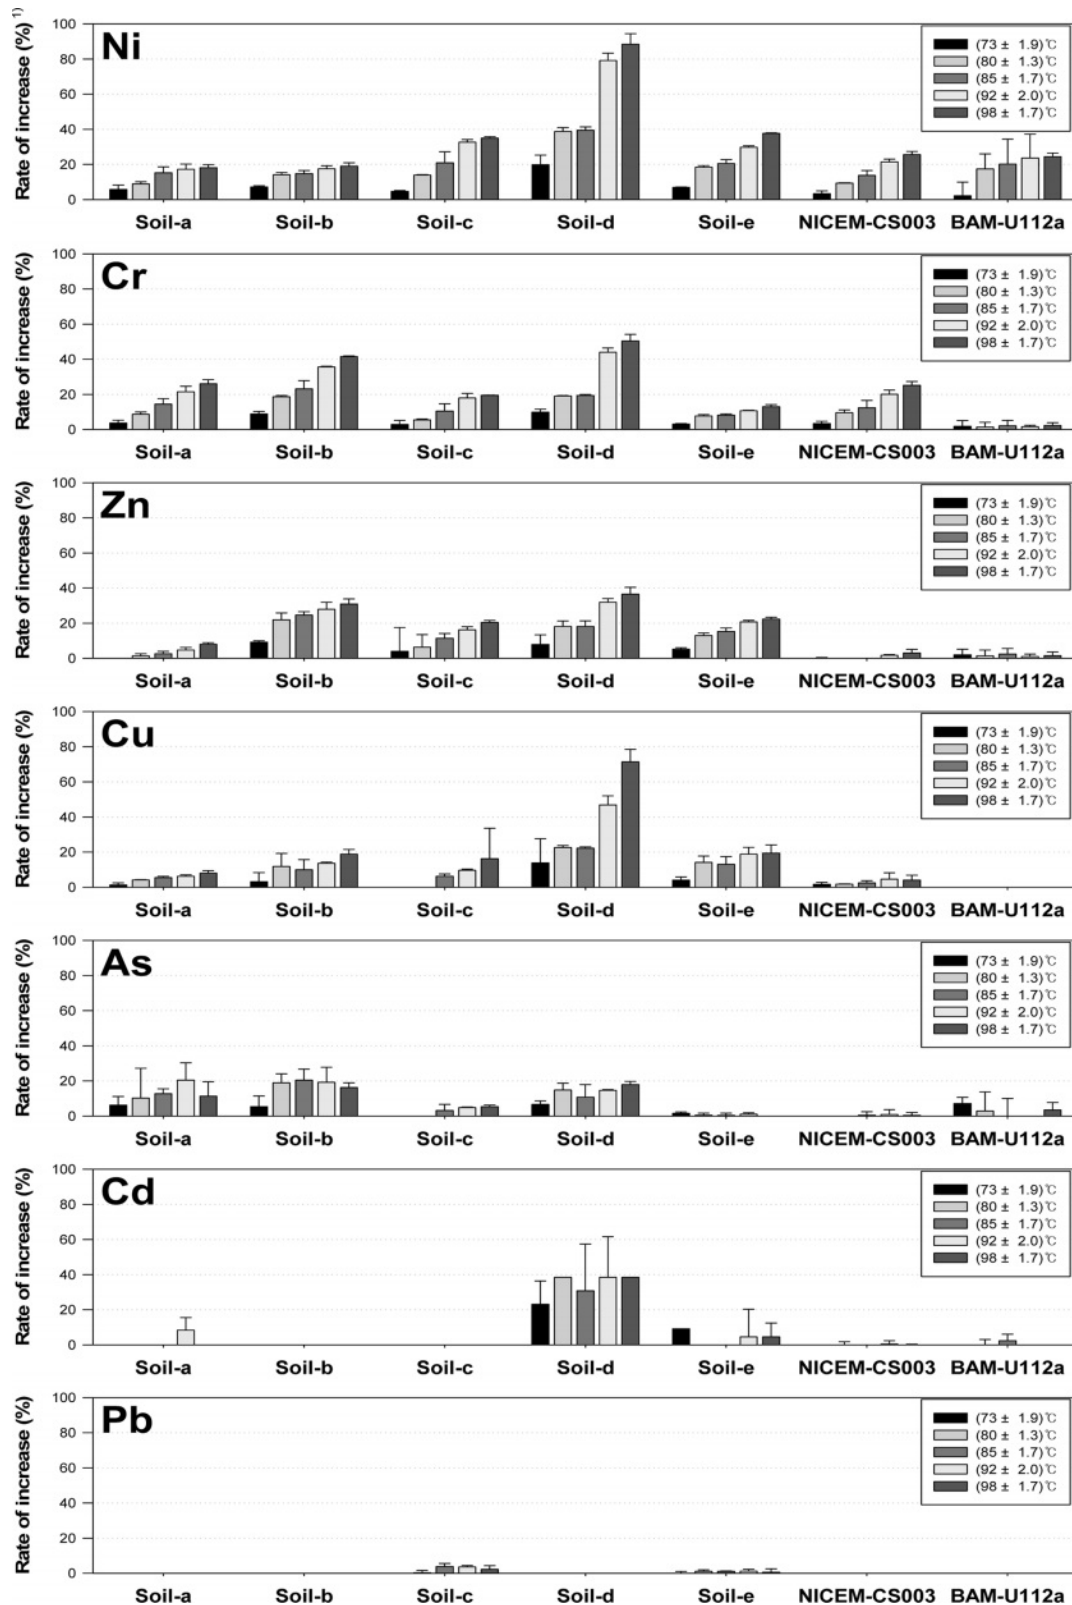 Rate of increase (%) 1)
100
80
60
40
20
0
Ni
(73 ± 1.9)℃
(80 ± 1.3)℃
(85 ± 1.7)℃
(92 ± 2.0)℃
(98 ± 1.7)℃
Soil-a Soil-b Soil-c Soil-d Soil-e NICEM-CS003 BAM-U112a
Rate of increase (%)
100
80
60
40
20
0
Cr
(73 ± 1.9)℃
(80 ± 1.3)℃
(85 ± 1.7)℃
(92 ± 2.0)℃
(98 ± 1.7)℃
Soil-a Soil-b Soil-c Soil-d Soil-e NICEM-CS003 BAM-U112a
Rate of increase (%)
100
80
60
40
20
0
Zn
(73 ± 1.9)℃
(80 ± 1.3)℃
(85 ± 1.7)℃
(92 ± 2.0)℃
(98 ± 1.7)℃
Soil-a Soil-b Soil-c Soil-d Soil-e NICEM-CS003 BAM-U112a
Rate of increase (%)
100
80
60
40
20
0
Cu
(73 ± 1.9)℃
(80 ± 1.3)℃
(85 ± 1.7)℃
(92 ± 2.0)℃
(98 ± 1.7)℃
Soil-a Soil-b Soil-c Soil-d Soil-e NICEM-CS003 BAM-U112a
Rate of increase (%)
100
80
60
40
20
0
As
(73 ± 1.9)℃
(80 ± 1.3)℃
(85 ± 1.7)℃
(92 ± 2.0)℃
(98 ± 1.7)℃
Soil-a Soil-b Soil-c Soil-d Soil-e NICEM-CS003 BAM-U112a
Rate of increase (%)
100
80
60
40
20
0
Cd
(73 ± 1.9)℃
(80 ± 1.3)℃
(85 ± 1.7)℃
(92 ± 2.0)℃
(98 ± 1.7)℃
Soil-a Soil-b Soil-c Soil-d Soil-e NICEM-CS003 BAM-U112a
Rate of increase (%)
100
80
60
40
20
0
Pb
(73 ± 1.9)℃
(80 ± 1.3)℃
(85 ± 1.7)℃
(92 ± 2.0)℃
(98 ± 1.7)℃
Soil-a Soil-b Soil-c Soil-d Soil-e NICEM-CS003 BAM-U112a